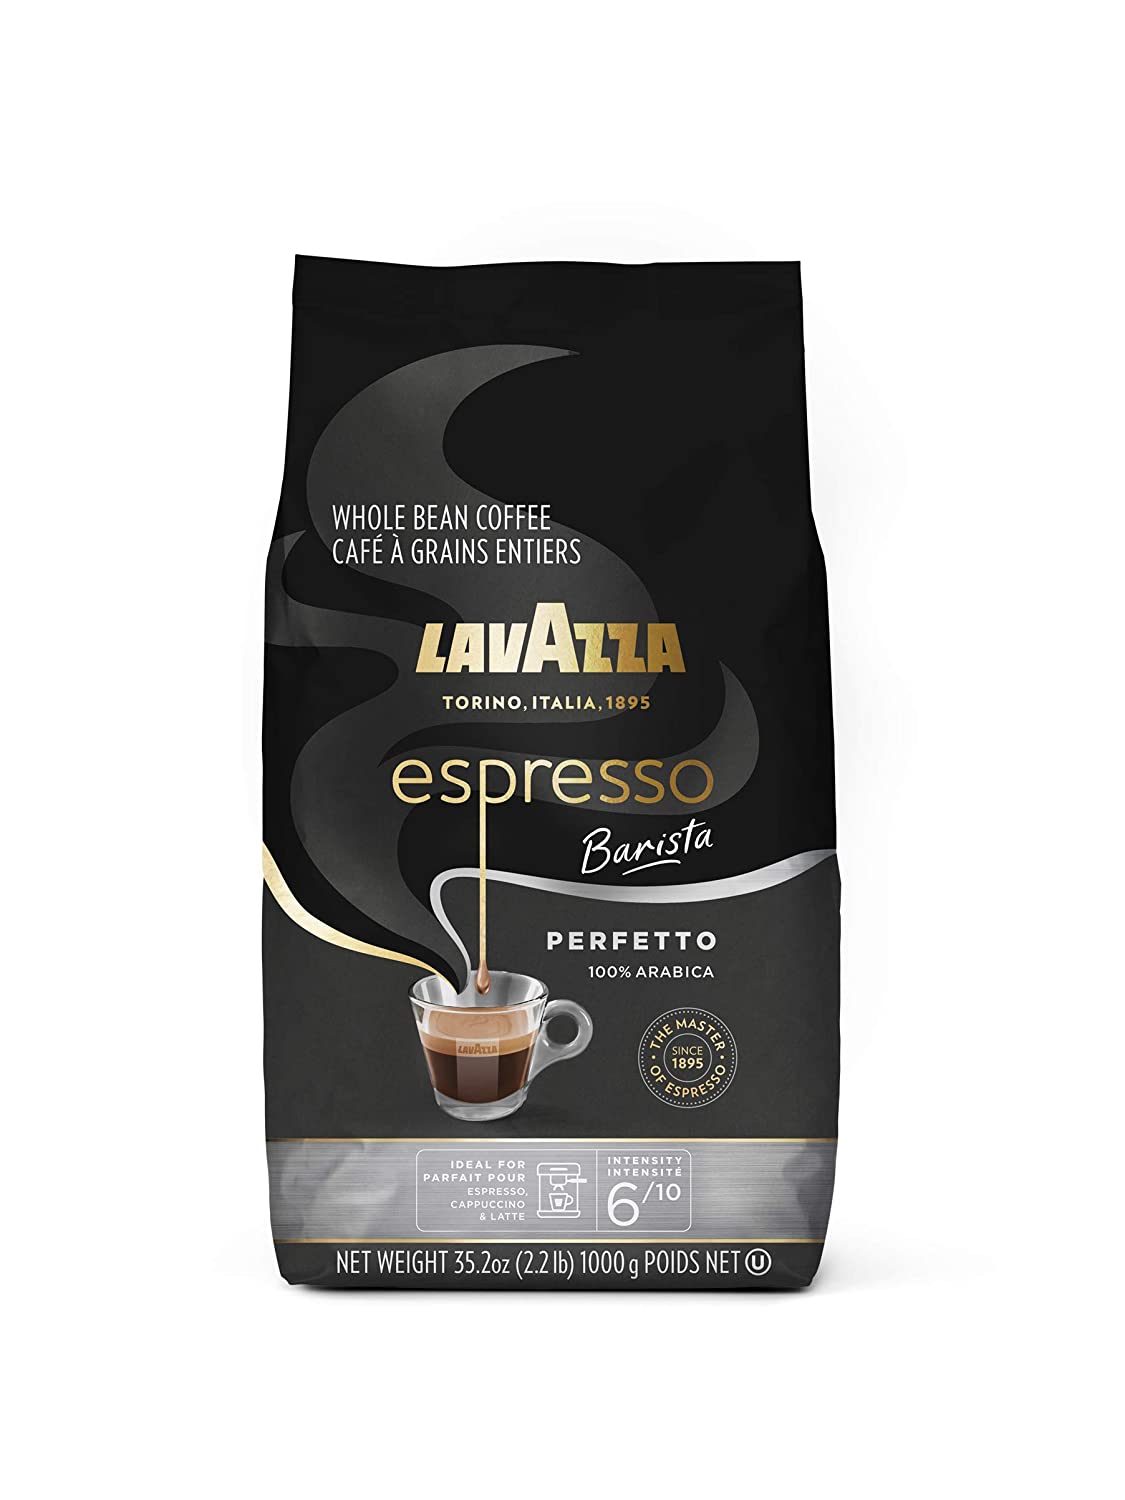 WHOLE BEAN COFFEE
CAFÉ À GRAINS ENTIERS
LAVAZZA
TORINO, ITALIA, 1895
espresso
Barista
PERFETTO
100% ARABICA
LAVAZZA
THE MASTER
OF ESPRESSO
SINCE
1895
IDEAL FOR
PARFAIT POUR
ESPRESSO,
CAPPUCCINO
& LATTE
INTENSITY
INTENSITÉ
6/10
NET WEIGHT 35.2oz (2.2 lb) 1000 g POIDS NET U